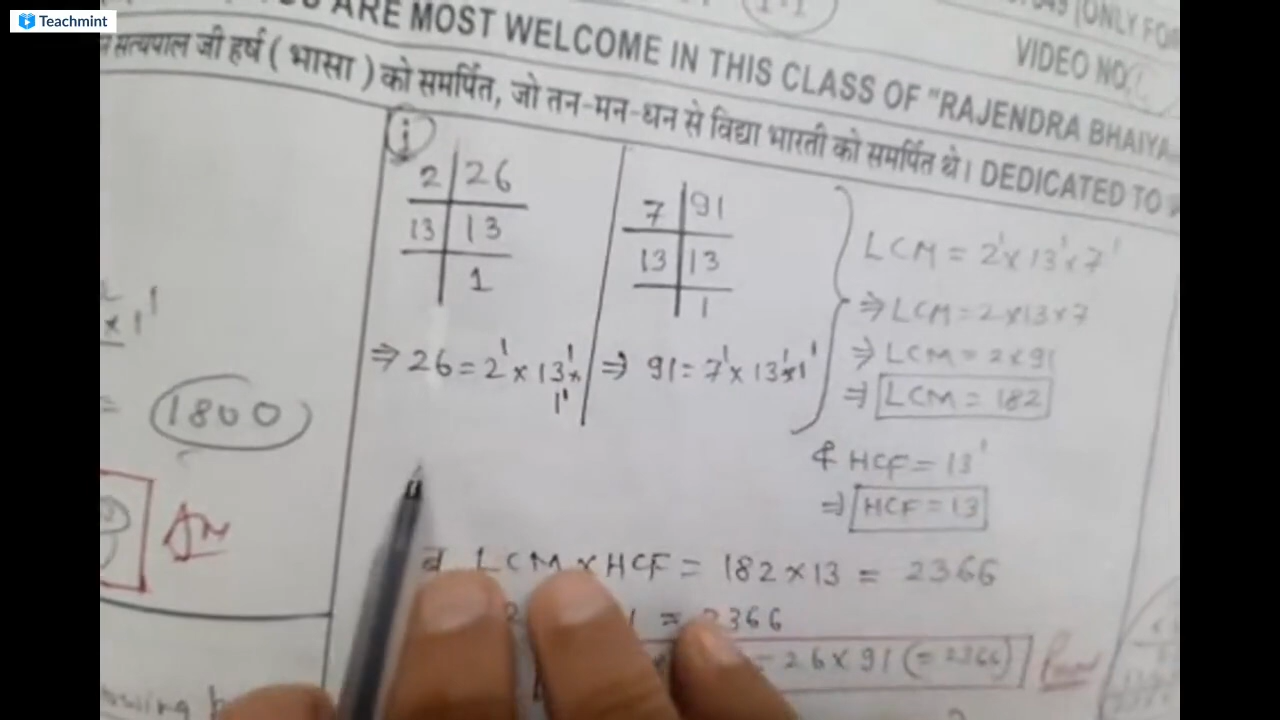 Teachmint
ARE MOST WELCOME IN THIS CLASS OF "RAJENDRA BHAIYA
VIDEO NO.
सत्यपाल जी हर्ष ( भासा ) को समर्पित, जो तन-मन-धन से विद्या भारती को समर्पित थे। DEDICATED TO
i
2 | 26
13 | 13
1
⇒ 26 = 2¹ × 13¹ ×
1¹
7 | 91
13 | 13
1
⇒ 91 = 7¹ × 13¹ × 1¹
LCM = 2¹ × 13¹ × 7¹
⇒ LCM = 2 × 13 × 7
⇒ LCM = 2 × 91
⇒ LCM = 182
& HCF = 13¹
⇒ HCF = 13
व LCM × HCF = 182 × 13 = 2366
= 2366
= 26 × 91 (= 2366)
× 1¹
= 1800